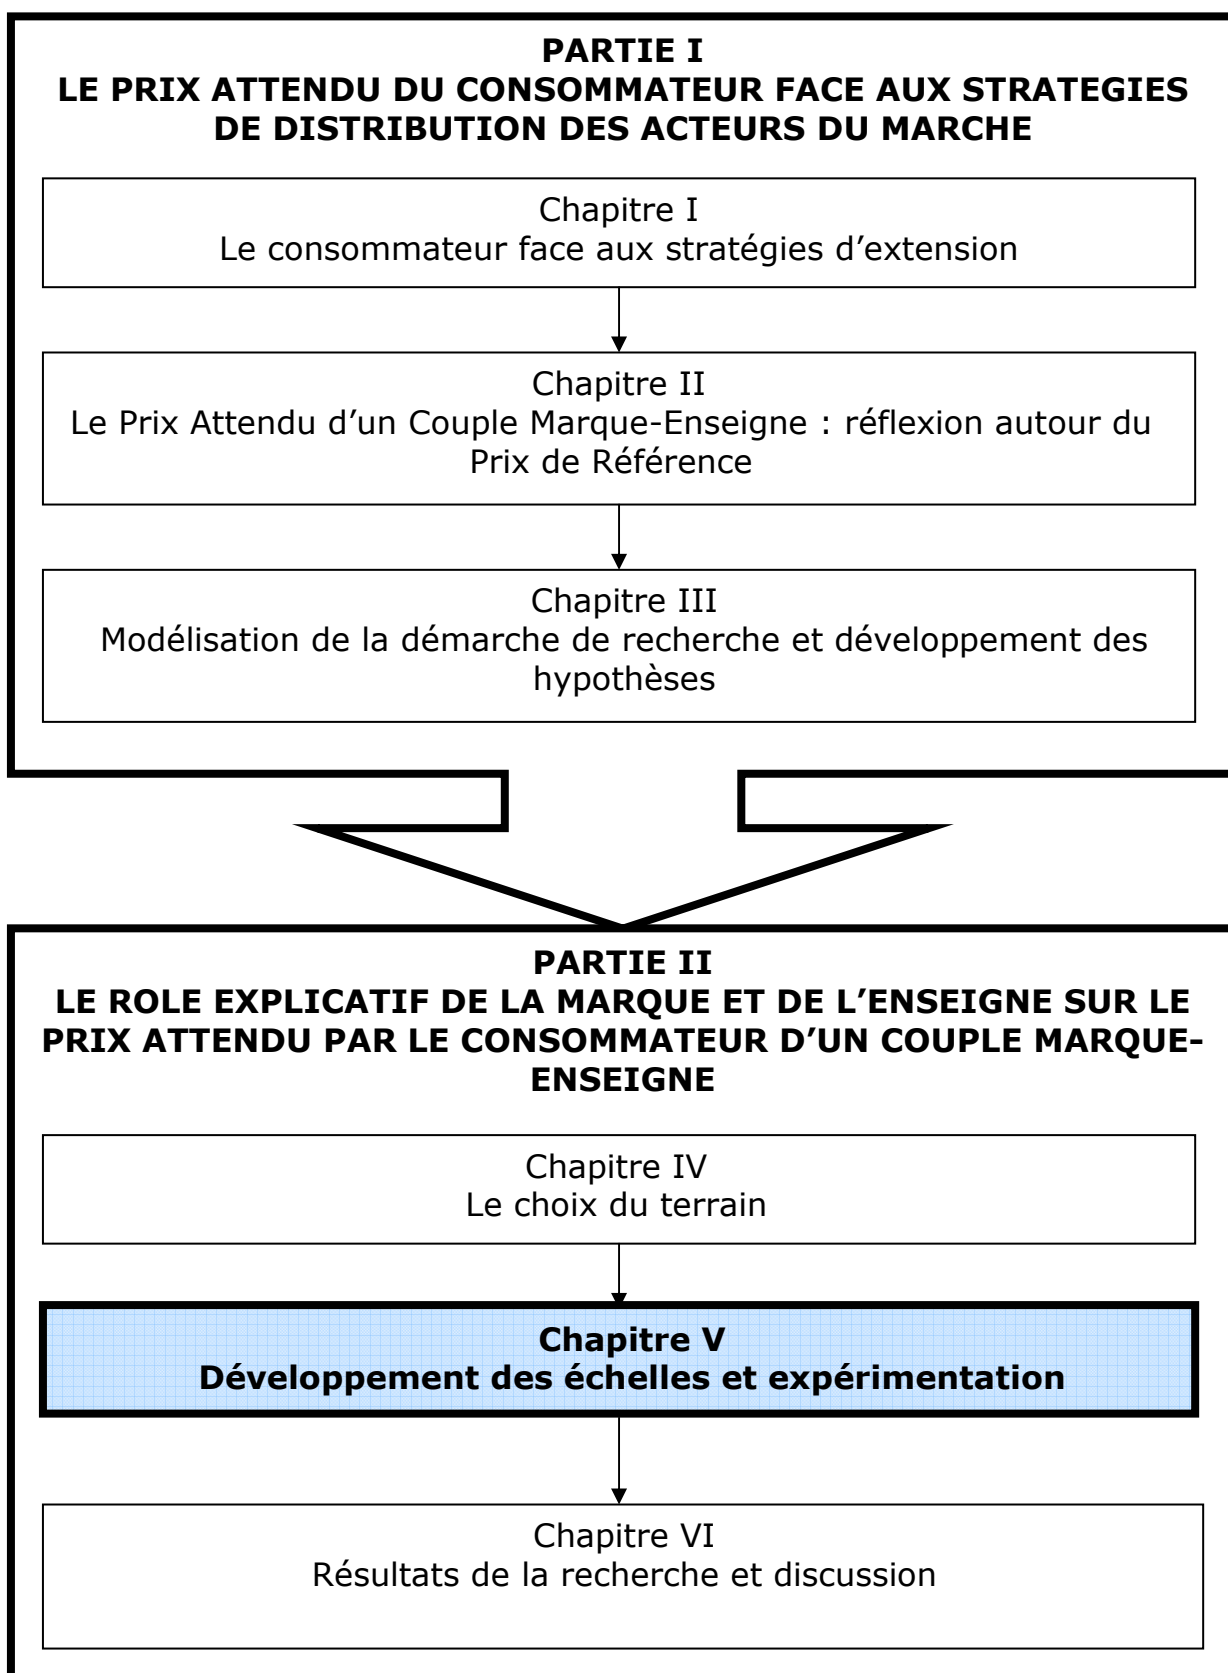 PARTIE I
LE PRIX ATTENDU DU CONSOMMATEUR FACE AUX STRATEGIES
DE DISTRIBUTION DES ACTEURS DU MARCHE
Chapitre I
Le consommateur face aux stratégies d’extension
Chapitre II
Le Prix Attendu d’un Couple Marque-Enseigne : réflexion autour du
Prix de Référence
Chapitre III
Modélisation de la démarche de recherche et développement des
hypothèses
PARTIE II
LE ROLE EXPLICATIF DE LA MARQUE ET DE L’ENSEIGNE SUR LE
PRIX ATTENDU PAR LE CONSOMMATEUR D’UN COUPLE MARQUE-
ENSEIGNE
Chapitre IV
Le choix du terrain
Chapitre V
Développement des échelles et expérimentation
Chapitre VI
Résultats de la recherche et discussion